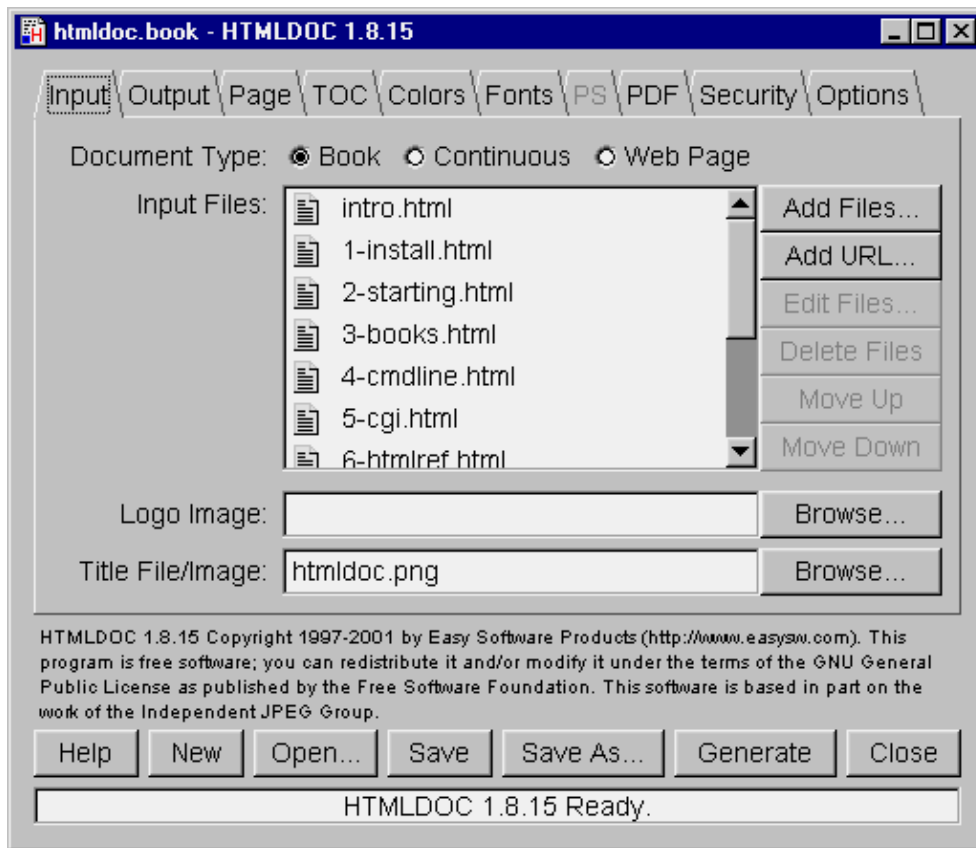 htmldoc.book - HTMLDOC 1.8.15
Input Output Page TOC Colors Fonts PS PDF Security Options
Document Type: Book Continuous Web Page
Input Files:
intro.html
1-install.html
2-starting.html
3-books.html
4-cmdline.html
5-cgi.html
6-htmlref.html
Add Files...
Add URL...
Edit Files...
Delete Files
Move Up
Move Down
Logo Image: Browse...
Title File/Image: htmldoc.png Browse...
HTMLDOC 1.8.15 Copyright 1997-2001 by Easy Software Products (http://www.easysw.com). This
program is free software; you can redistribute it and/or modify it under the terms of the GNU General
Public License as published by the Free Software Foundation. This software is based in part on the
work of the Independent JPEG Group.
Help New Open... Save Save As... Generate Close
HTMLDOC 1.8.15 Ready.